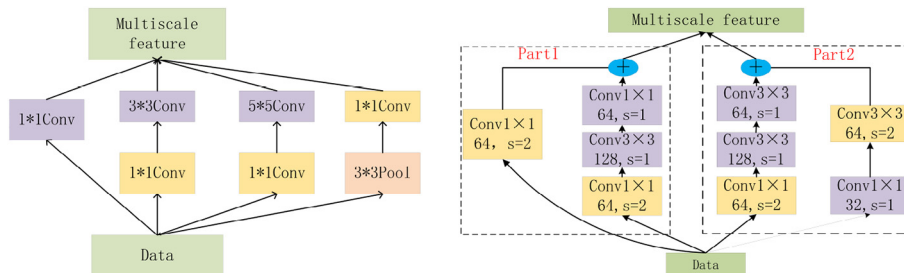 Multiscale
feature
1*1Conv
3*3Conv
5*5Conv
1*1Conv
1*1Conv
1*1Conv
3*3Pool
Data
Multiscale feature
Part1
Part2
Conv1×1
64, s=2
Conv1×1
64,s=1
Conv3×3
128,s=1
Conv1×1
64,s=2
Conv3×3
64,s=1
Conv3×3
128,s=1
Conv1×1
64,s=2
Conv3×3
64,s=2
Conv1×1
32,s=1
Data